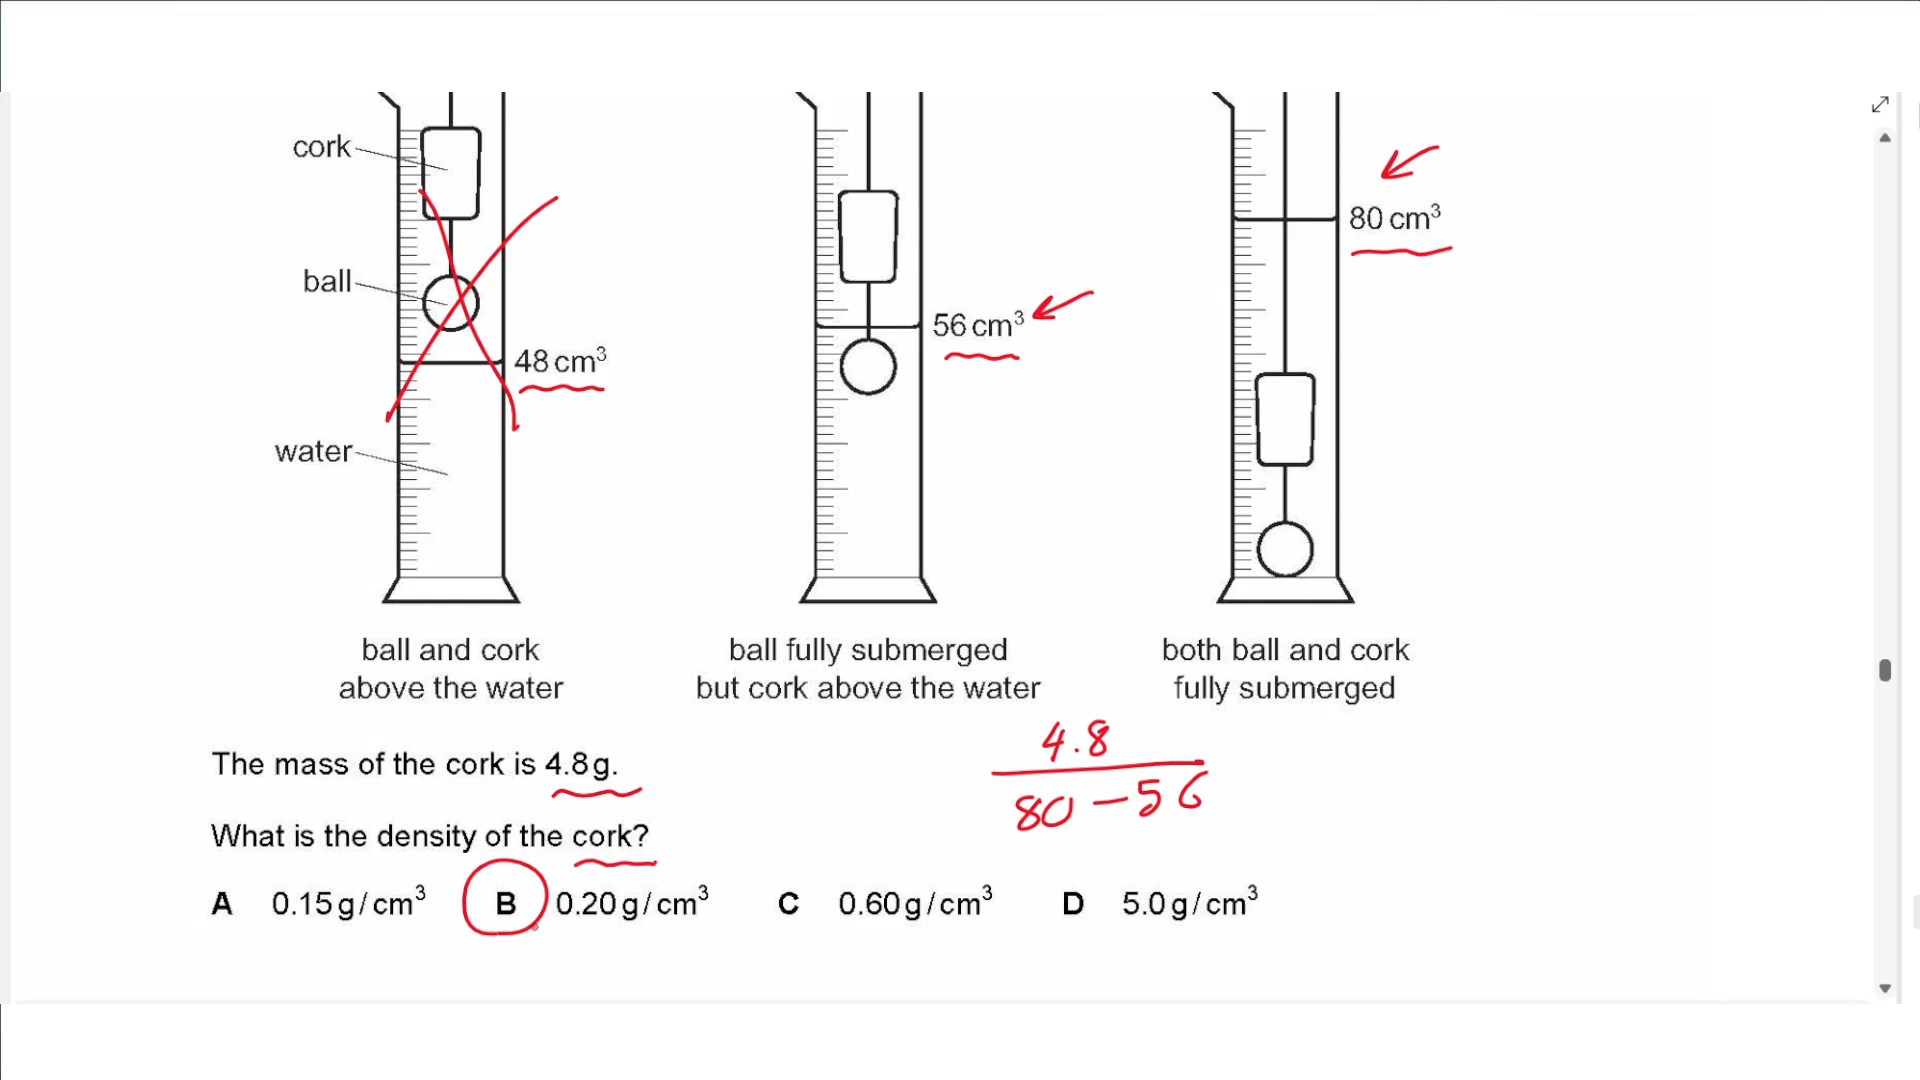 cork
80 cm³
ball
56 cm³
48 cm³
water
ball and cork
above the water
ball fully submerged
but cork above the water
both ball and cork
fully submerged
The mass of the cork is 4.8 g.
4.8
80 – 56
What is the density of the cork?
A 0.15 g / cm³ B 0.20 g / cm³ C 0.60 g / cm³ D 5.0 g / cm³